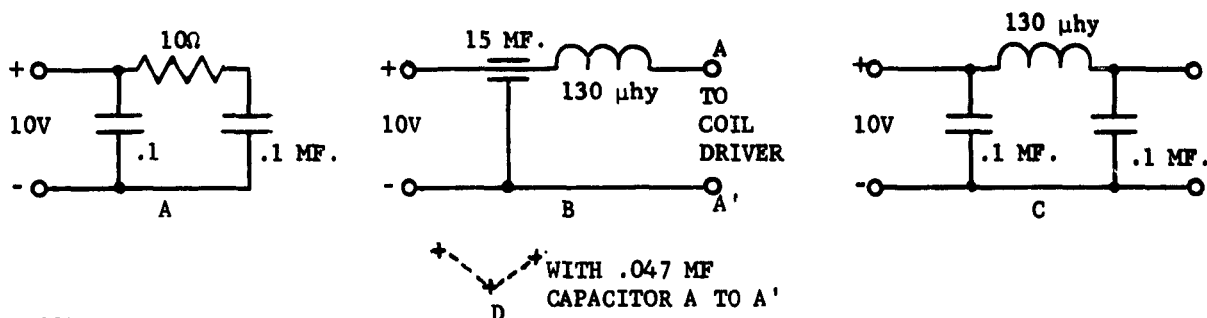 10Ω
+
10V
-
.1
.1 MF.
A
15 MF.
130 μhy
+
10V
-
A
TO
COIL
DRIVER
A'
B
130 μhy
+
10V
-
.1 MF.
.1 MF.
C
WITH .047 MF
CAPACITOR A TO A'
D